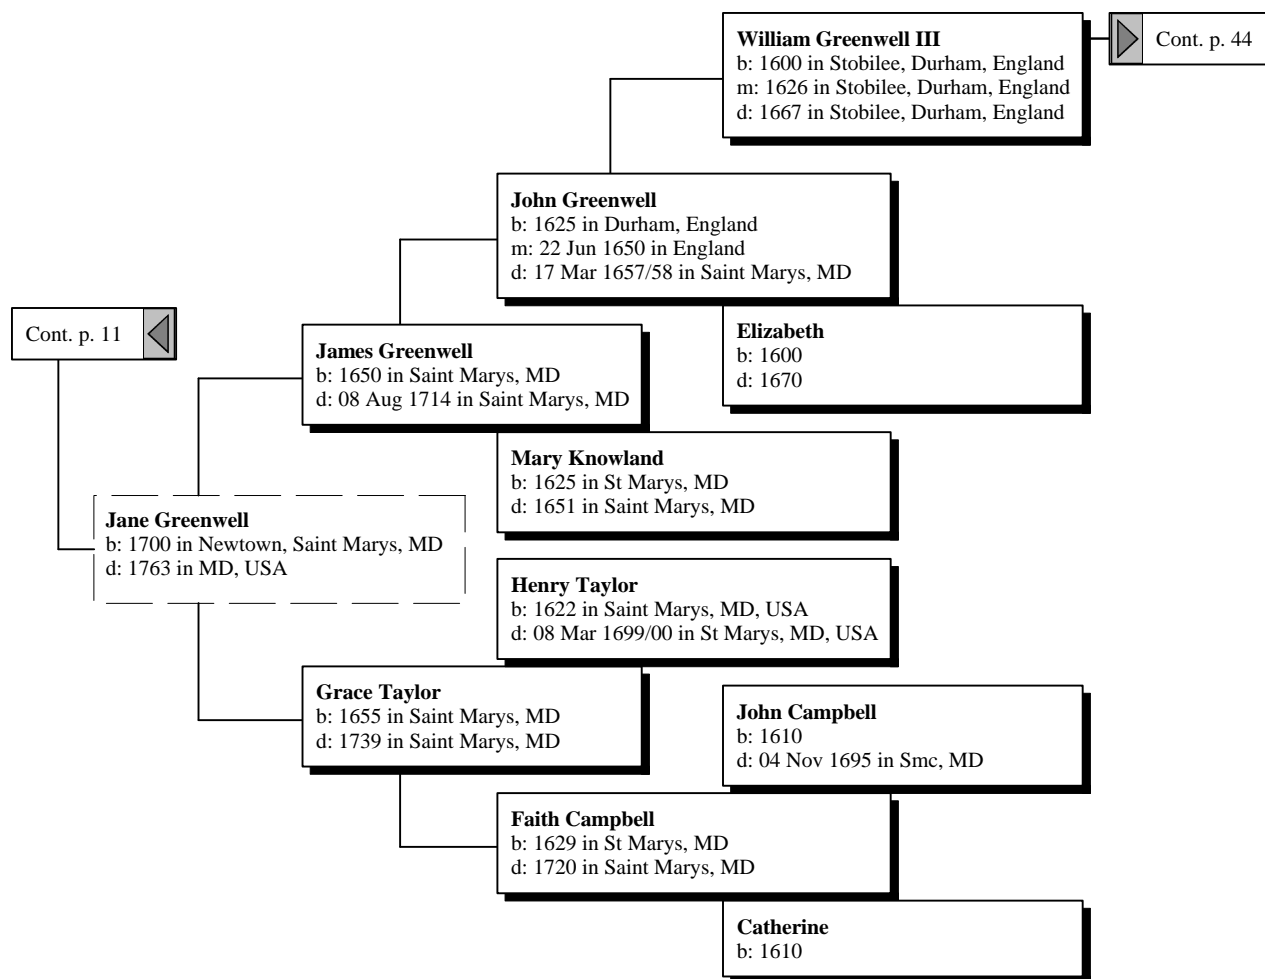 William Greenwell III
b: 1600 in Stobilee, Durham, England
m: 1626 in Stobilee, Durham, England
d: 1667 in Stobilee, Durham, England
Cont. p. 44
John Greenwell
b: 1625 in Durham, England
m: 22 Jun 1650 in England
d: 17 Mar 1657/58 in Saint Marys, MD
Cont. p. 11
Elizabeth
b: 1600
d: 1670
James Greenwell
b: 1650 in Saint Marys, MD
d: 08 Aug 1714 in Saint Marys, MD
Mary Knowland
b: 1625 in St Marys, MD
d: 1651 in Saint Marys, MD
Jane Greenwell
b: 1700 in Newtown, Saint Marys, MD
d: 1763 in MD, USA
Henry Taylor
b: 1622 in Saint Marys, MD, USA
d: 08 Mar 1699/00 in St Marys, MD, USA
Grace Taylor
b: 1655 in Saint Marys, MD
d: 1739 in Saint Marys, MD
John Campbell
b: 1610
d: 04 Nov 1695 in Smc, MD
Faith Campbell
b: 1629 in St Marys, MD
d: 1720 in Saint Marys, MD
Catherine
b: 1610